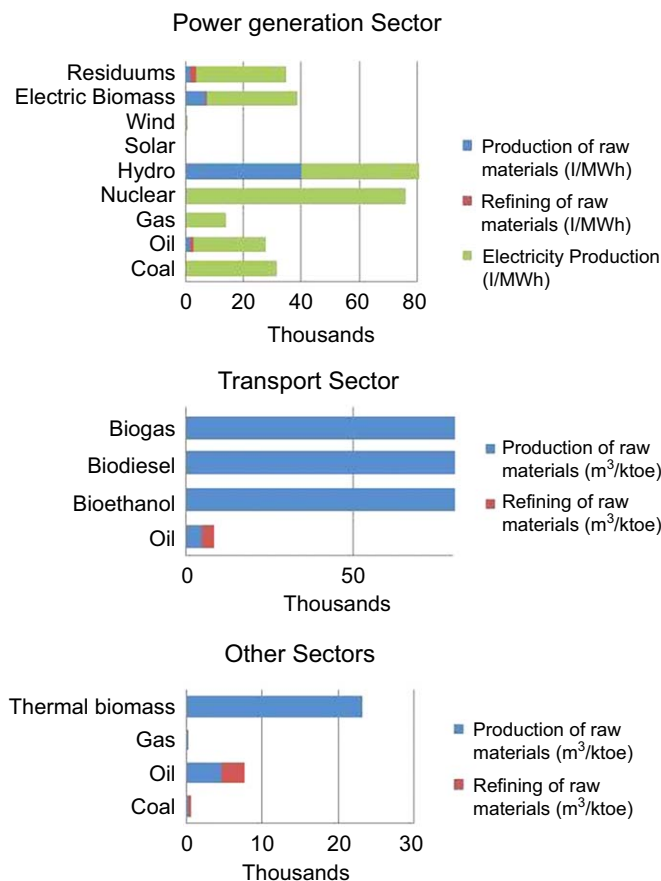 Power generation Sector
Residuums
Electric Biomass
Wind
Solar
Hydro
Nuclear
Gas
Oil
Coal
0 20 40 60 80
Thousands
Production of raw
materials (l/MWh)
Refining of raw
materials (l/MWh)
Electricity Production
(l/MWh)
Transport Sector
Biogas
Biodiesel
Bioethanol
Oil
0 50
Thousands
Production of raw
materials (m³/ktoe)
Refining of raw
materials (m³/ktoe)
Other Sectors
Thermal biomass
Gas
Oil
Coal
0 10 20 30
Thousands
Production of raw
materials (m³/ktoe)
Refining of raw
materials (m³/ktoe)